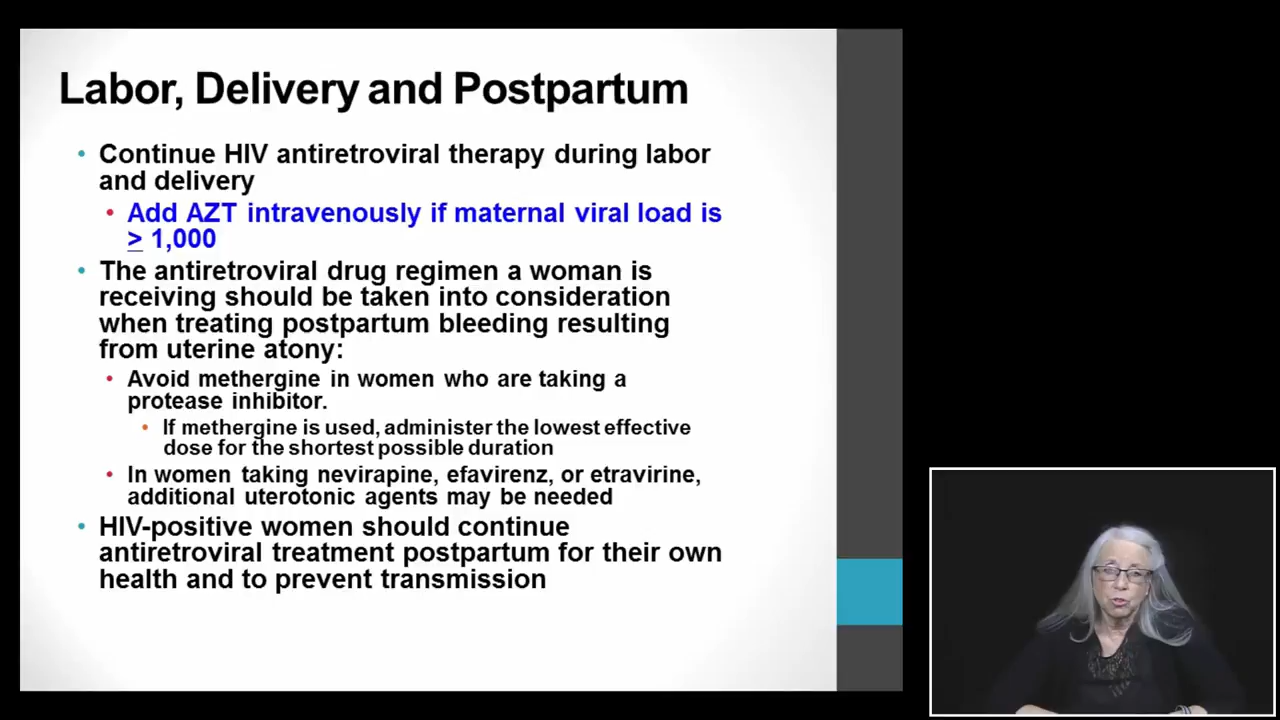 Labor, Delivery and Postpartum
• Continue HIV antiretroviral therapy during labor
and delivery
• Add AZT intravenously if maternal viral load is
≥ 1,000
• The antiretroviral drug regimen a woman is
receiving should be taken into consideration
when treating postpartum bleeding resulting
from uterine atony:
• Avoid methergine in women who are taking a
protease inhibitor.
• If methergine is used, administer the lowest effective
dose for the shortest possible duration
• In women taking nevirapine, efavirenz, or etravirine,
additional uterotonic agents may be needed
• HIV-positive women should continue
antiretroviral treatment postpartum for their own
health and to prevent transmission